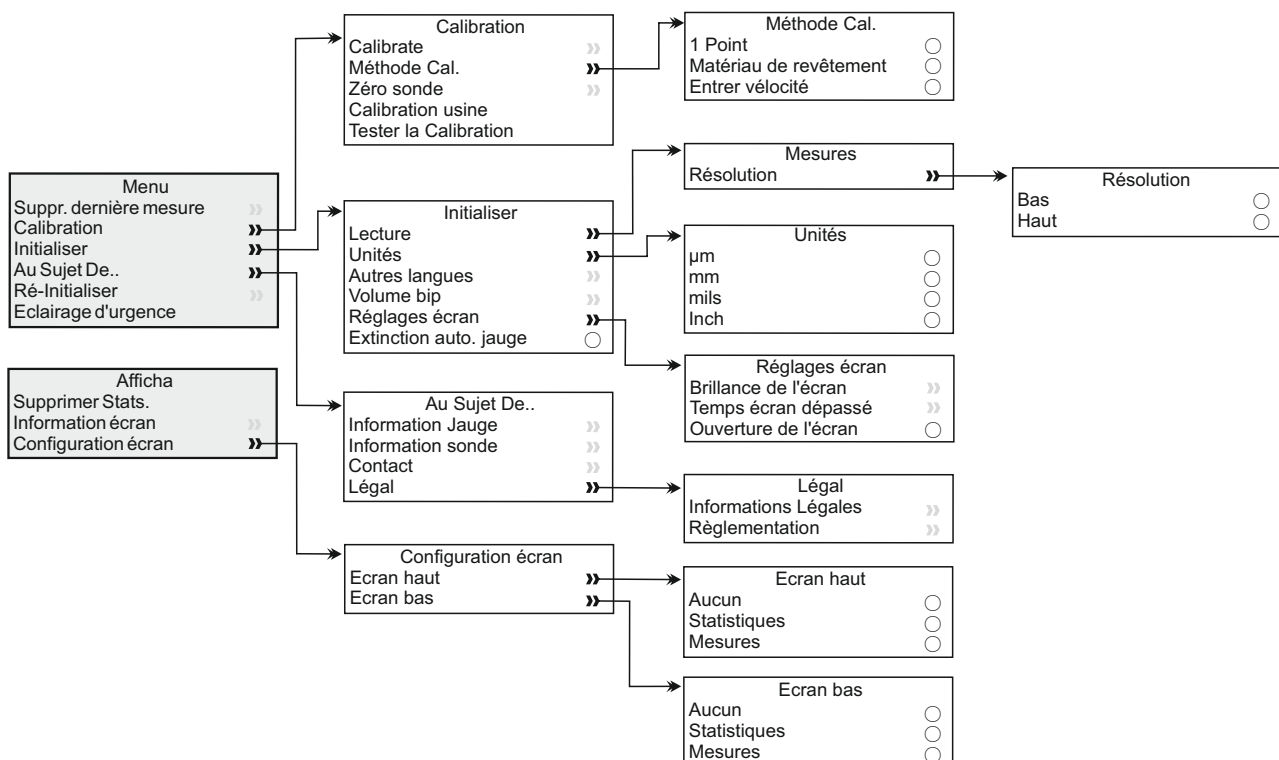 Menu
Suppr. dernière mesure
Calibration
Initialiser
Au Sujet De..
Ré-Initialiser
Eclairage d'urgence
Afficha
Supprimer Stats.
Information écran
Configuration écran
Calibration
Calibrate
Méthode Cal.
Zéro sonde
Calibration usine
Tester la Calibration
Initialiser
Lecture
Unités
Autres langues
Volume bip
Réglages écran
Extinction auto. jauge
Au Sujet De..
Information Jauge
Information sonde
Contact
Légal
Configuration écran
Ecran haut
Ecran bas
Méthode Cal.
1 Point
Matériau de revêtement
Entrer vélocité
Mesures
Résolution
Unités
µm
mm
mils
Inch
Réglages écran
Brillance de l'écran
Temps écran dépassé
Ouverture de l'écran
Légal
Informations Légales
Règlementation
Ecran haut
Aucun
Statistiques
Mesures
Ecran bas
Aucun
Statistiques
Mesures
Résolution
Bas
Haut